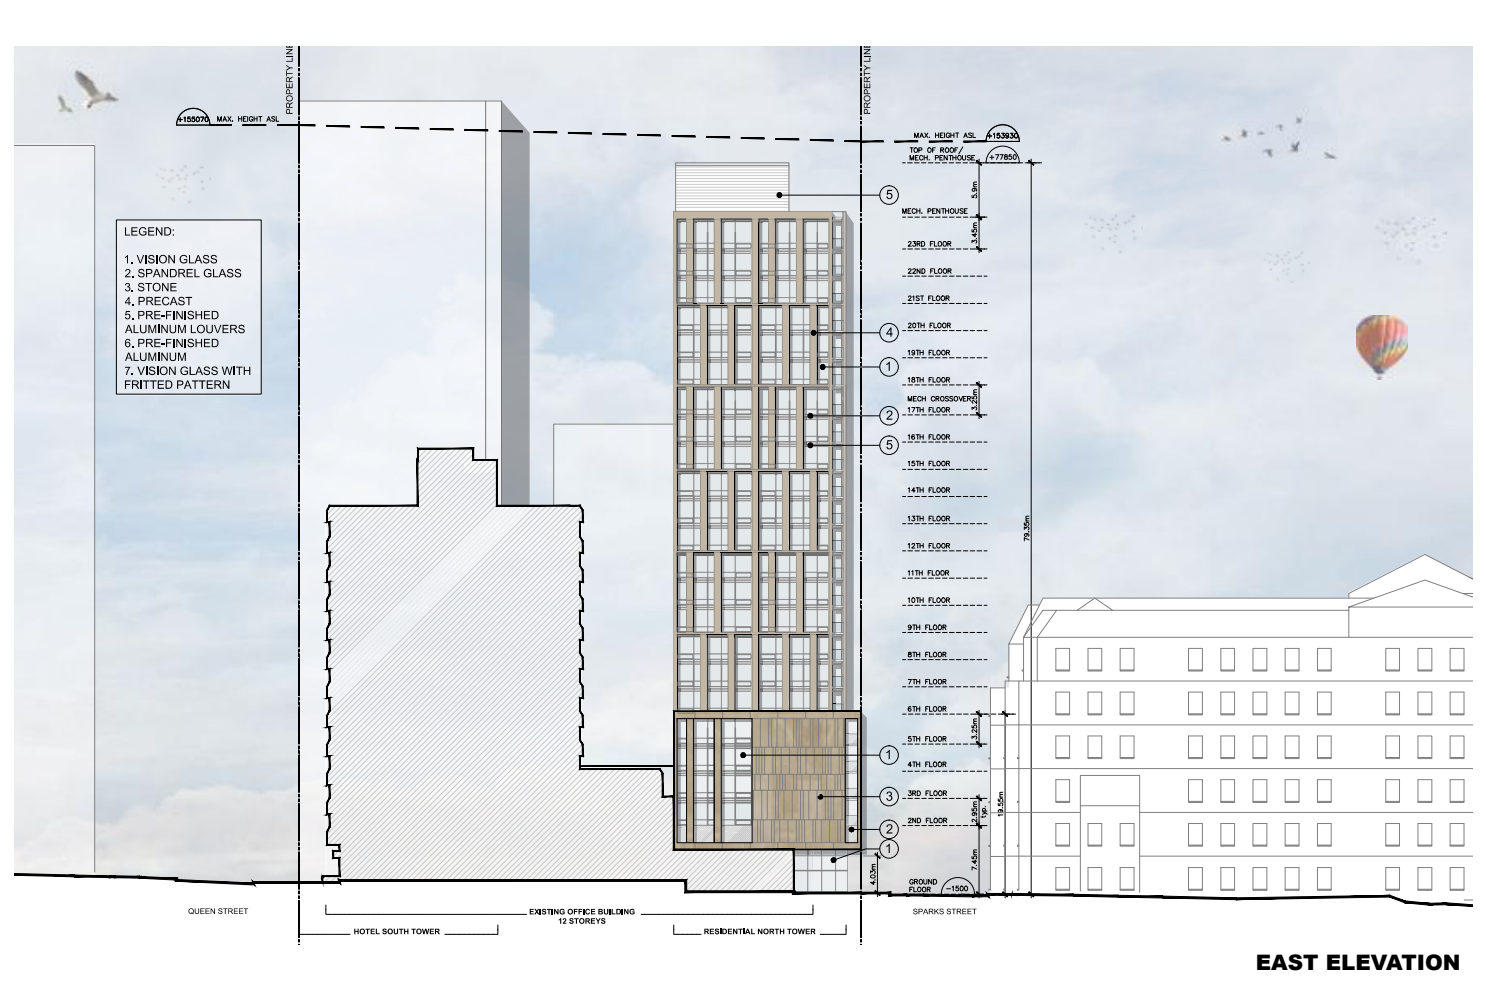 PROPERTY LINE
PROPERTY LINE
+155070 MAX. HEIGHT ASL
MAX. HEIGHT ASL +153930
TOP OF ROOF/
MECH. PENTHOUSE +77850
5.9m
5
MECH. PENTHOUSE
3.45m
23RD FLOOR
22ND FLOOR
21ST FLOOR
LEGEND:
1. VISION GLASS
2. SPANDREL GLASS
3. STONE
4. PRECAST
5. PRE-FINISHED
ALUMINUM LOUVERS
6. PRE-FINISHED
ALUMINUM
7. VISION GLASS WITH
FRITTED PATTERN
4
20TH FLOOR
19TH FLOOR
1
18TH FLOOR
MECH CROSSOVER
3.25m
2
17TH FLOOR
16TH FLOOR
5
15TH FLOOR
14TH FLOOR
13TH FLOOR
79.35m
12TH FLOOR
11TH FLOOR
10TH FLOOR
9TH FLOOR
8TH FLOOR
7TH FLOOR
6TH FLOOR
3.25m
5TH FLOOR
1
4TH FLOOR
3RD FLOOR
3
2.95m
typ.
19.55m
2ND FLOOR
2
1
7.45m
4.03m
GROUND
FLOOR -1500
QUEEN STREET
EXISTING OFFICE BUILDING
12 STOREYS
SPARKS STREET
HOTEL SOUTH TOWER
RESIDENTIAL NORTH TOWER
EAST ELEVATION